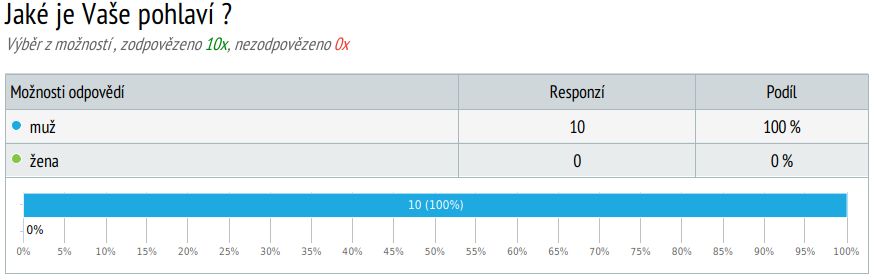 Jaké je Vaše pohlaví ?
Výběr z možností , zodpovězeno 10x, nezodpovězeno 0x
Možnosti odpovědí Responzí Podíl
muž 10 100 %
žena 0 0 %
10 (100%)
0%
0% 5% 10% 15% 20% 25% 30% 35% 40% 45% 50% 55% 60% 65% 70% 75% 80% 85% 90% 95% 100%